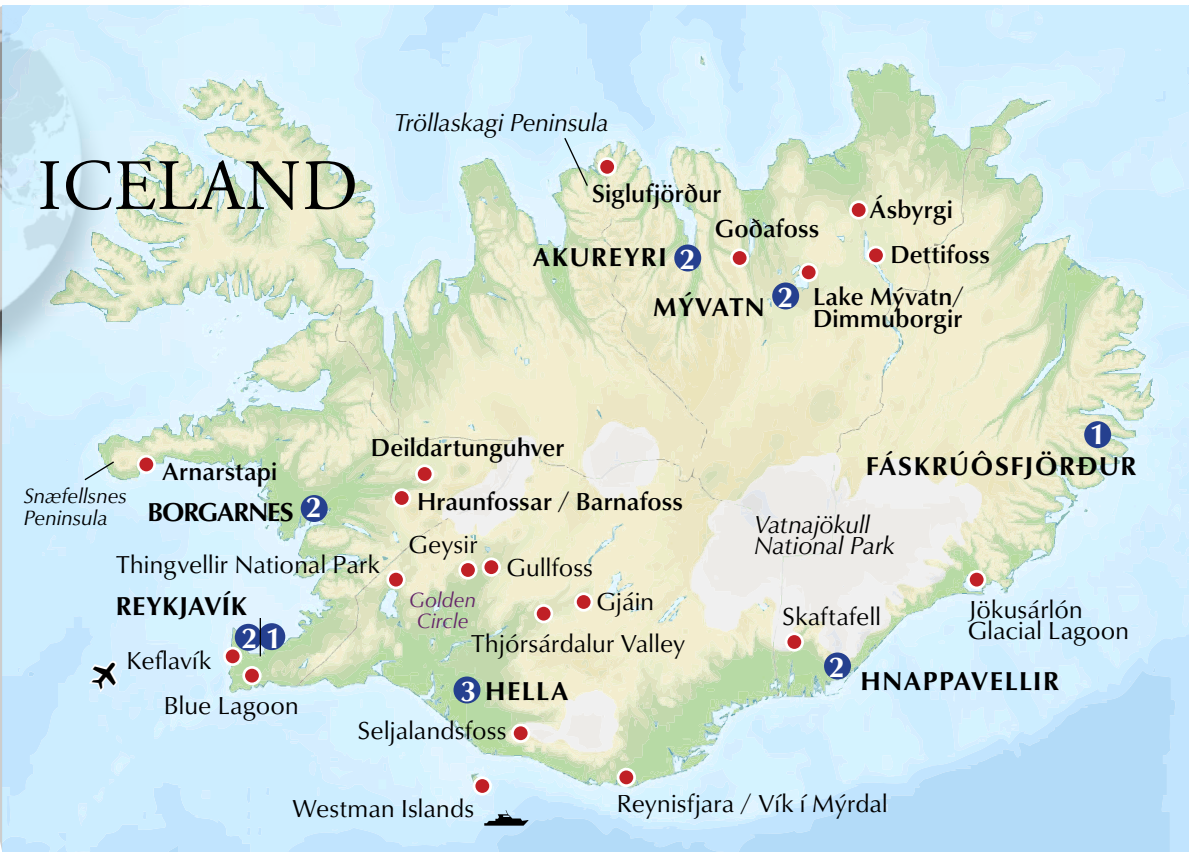 Tröllaskagi Peninsula
ICELAND
Siglufjörður
Ásbyrgi
Goðafoss
AKUREYRI 2
Dettifoss
MÝVATN 2
Lake Mývatn/
Dimmuborgir
1
FÁSKRÚÔSFJÖRÐUR
Deildartunguhver
Arnarstapi
Snæfellsnes
Peninsula
BORGARNES 2
Hraunfossar / Barnafoss
Vatnajökull
National Park
Geysir
Thingvellir National Park
Gullfoss
Golden
Circle
Gjáin
REYKJAVÍK
2 1
Thjórsárdalur Valley
Skaftafell
Jökusárlón
Glacial Lagoon
Keflavík
Blue Lagoon
3 HELLA
2 HNAPPAVELLIR
Seljalandsfoss
Westman Islands
Reynisfjara / Vík í Mýrdal